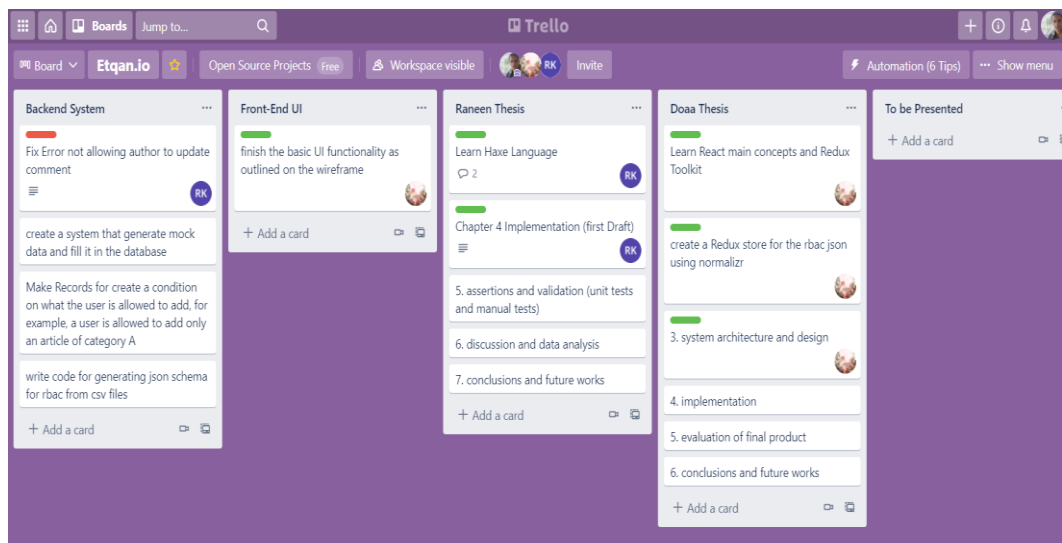 Boards
Jump to...
Trello
Board
Etqan.io
Open Source Projects Free
Workspace visible
RK
Invite
Automation (6 Tips)
Show menu
Backend System
Fix Error not allowing author to update
comment
RK
create a system that generate mock
data and fill it in the database
Make Records for create a condition
on what the user is allowed to add, for
example, a user is allowed to add only
an article of category A
write code for generating json schema
for rbac from csv files
+ Add a card
Front-End UI
finish the basic UI functionality as
outlined on the wireframe
+ Add a card
Raneen Thesis
Learn Haxe Language
2
RK
Chapter 4 Implementation (first Draft)
RK
5. assertions and validation (unit tests
and manual tests)
6. discussion and data analysis
7. conclusions and future works
+ Add a card
Doaa Thesis
Learn React main concepts and Redux
Toolkit
create a Redux store for the rbac json
using normalizr
3. system architecture and design
4. implementation
5. evaluation of final product
6. conclusions and future works
+ Add a card
To be Presented
+ Add a card